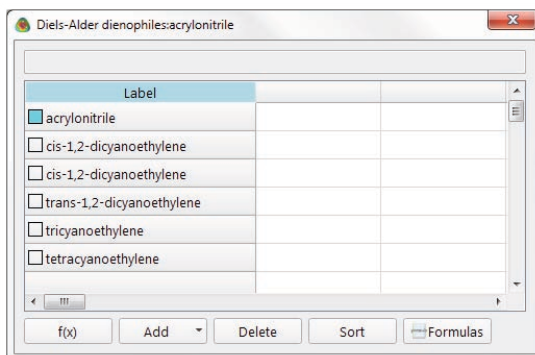 Diels-Alder dienophiles:acrylonitrile
Label
acrylonitrile
cis-1,2-dicyanoethylene
cis-1,2-dicyanoethylene
trans-1,2-dicyanoethylene
tricyanoethylene
tetracyanoethylene
f(x) Add Delete Sort Formulas